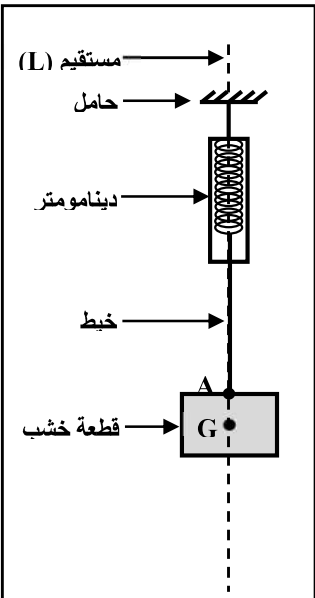 مستقيم (L)
حامل
دينامومتر
خيط
A
G
قطعة خشب